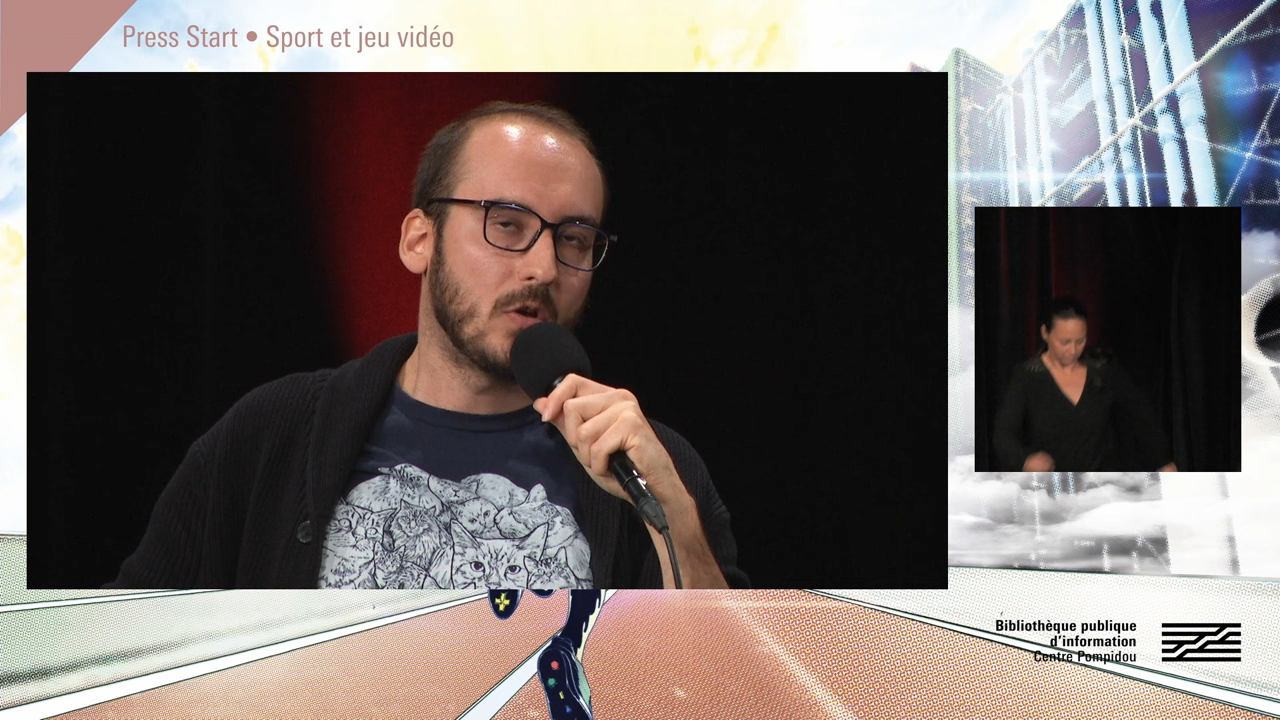 Press Start • Sport et jeu vidéo
Bibliothèque publique
d'information
Centre Pompidou